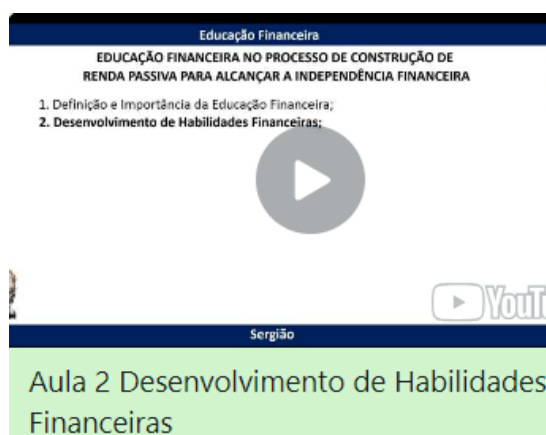 Educação Financeira
EDUCAÇÃO FINANCEIRA NO PROCESSO DE CONSTRUÇÃO DE
RENDA PASSIVA PARA ALCANÇAR A INDEPENDÊNCIA FINANCEIRA
1. Definição e Importância da Educação Financeira;
2. Desenvolvimento de Habilidades Financeiras;
YouT
Sergião
Aula 2 Desenvolvimento de Habilidades
Financeiras